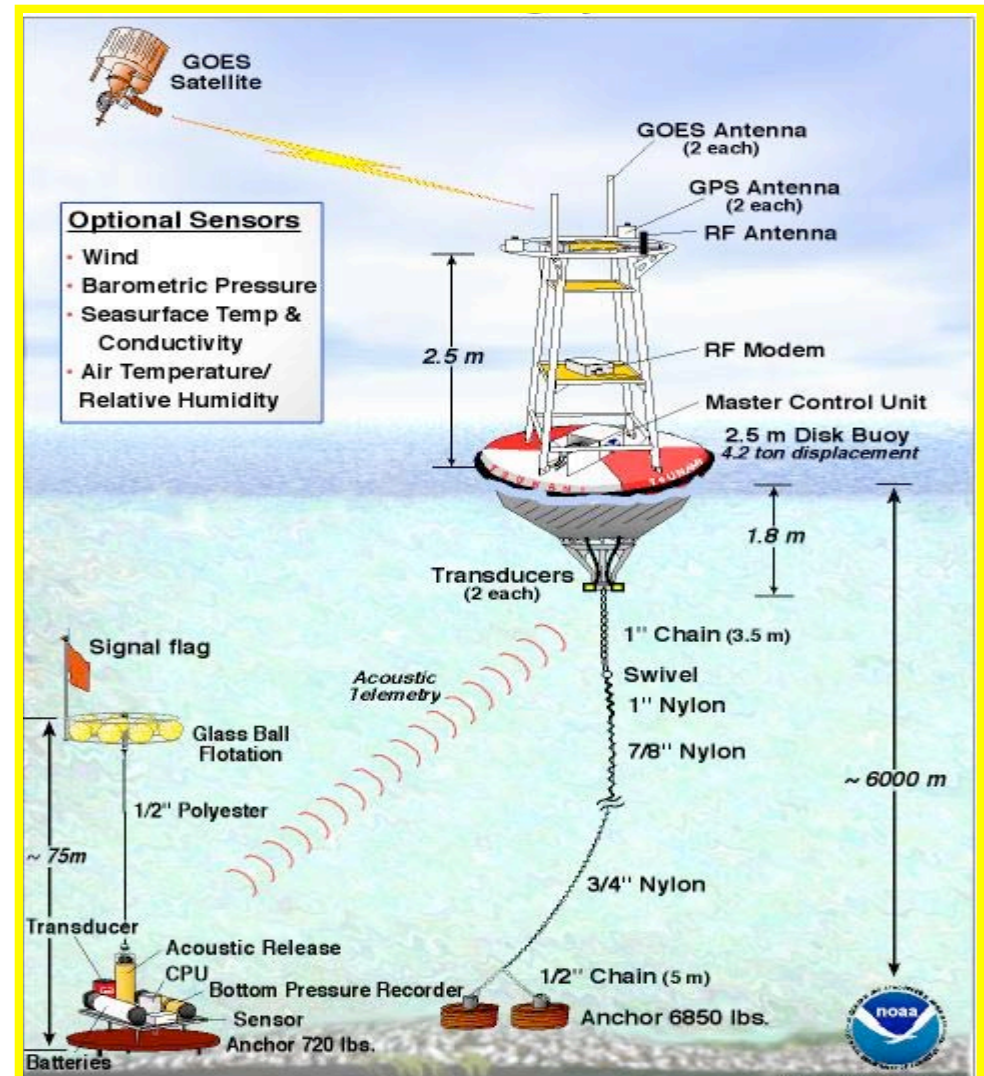 GOES
Satellite
GOES Antenna
(2 each)
GPS Antenna
(2 each)
RF Antenna
Optional Sensors
• Wind
• Barometric Pressure
• Seasurface Temp &
Conductivity
• Air Temperature/
Relative Humidity
2.5 m
RF Modem
Master Control Unit
2.5 m Disk Buoy
4.2 ton displacement
TSUNAMI
TSUNAMI
1.8 m
Transducers
(2 each)
1" Chain (3.5 m)
Signal flag
Acoustic
Telemetry
Swivel
1" Nylon
Glass Ball
Flotation
7/8" Nylon
~ 6000 m
1/2" Polyester
~ 75m
3/4" Nylon
Transducer
Acoustic Release
CPU
1/2" Chain (5 m)
Bottom Pressure Recorder
Sensor
Anchor 6850 lbs.
noaa
Anchor 720 lbs.
Batteries